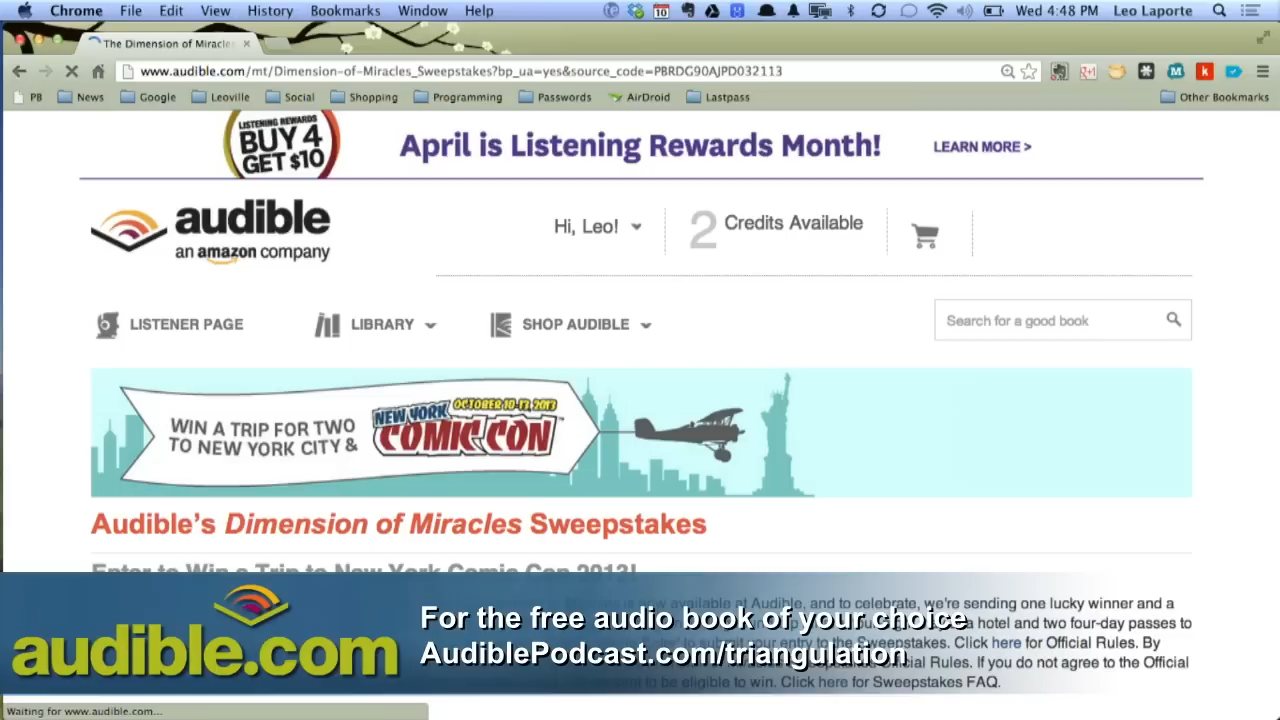 Chrome File Edit View History Bookmarks Window Help 10 Wed 4:48 PM Leo Laporte
The Dimension of Miracles
www.audible.com/mt/Dimension-of-Miracles_Sweepstakes?bp_ua=yes&source_code=PBRDG90AJPD032113
PB News Google Leoville Social Shopping Programming Passwords AirDroid Lastpass Other Bookmarks
LISTENING REWARDS
BUY 4
GET $10
April is Listening Rewards Month!
LEARN MORE >
audible
an amazon company
Hi, Leo!
2 Credits Available
LISTENER PAGE LIBRARY SHOP AUDIBLE
Search for a good book
WIN A TRIP FOR TWO
TO NEW YORK CITY &
OCTOBER 10-13, 2013
NEW YORK
COMIC CON
Audible's Dimension of Miracles Sweepstakes
Enter to Win a Trip to New York Comic Con 2013!
now available at Audible, and to celebrate, we're sending one lucky winner and a
a hotel and two four-day passes to
to submit your entry to the Sweepstakes. Click here for Official Rules. By
Official Rules. If you do not agree to the Official
to be eligible to win. Click here for Sweepstakes FAQ.
audible.com
For the free audio book of your choice
AudiblePodcast.com/triangulation
Waiting for www.audible.com...